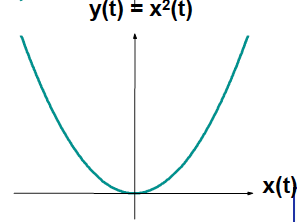 y(t) = x²(t)
x(t)